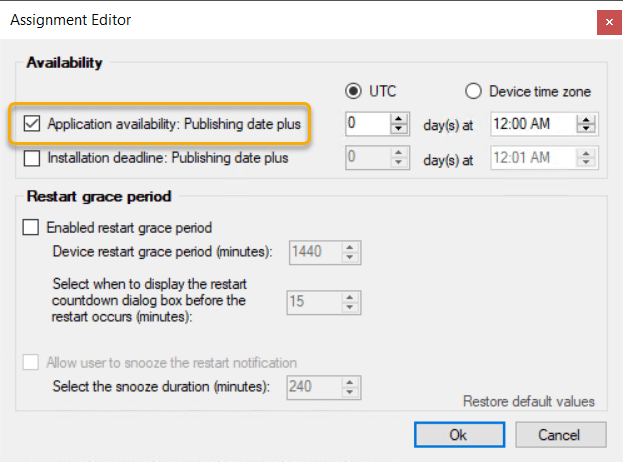 Assignment Editor
Availability
UTC
Device time zone
Application availability: Publishing date plus
0
day(s) at
12:00 AM
Installation deadline: Publishing date plus
0
day(s) at
12:01 AM
Restart grace period
Enabled restart grace period
Device restart grace period (minutes):
1440
Select when to display the restart
countdown dialog box before the
restart occurs (minutes):
15
Allow user to snooze the restart notification
Select the snooze duration (minutes):
240
Restore default values
Ok
Cancel